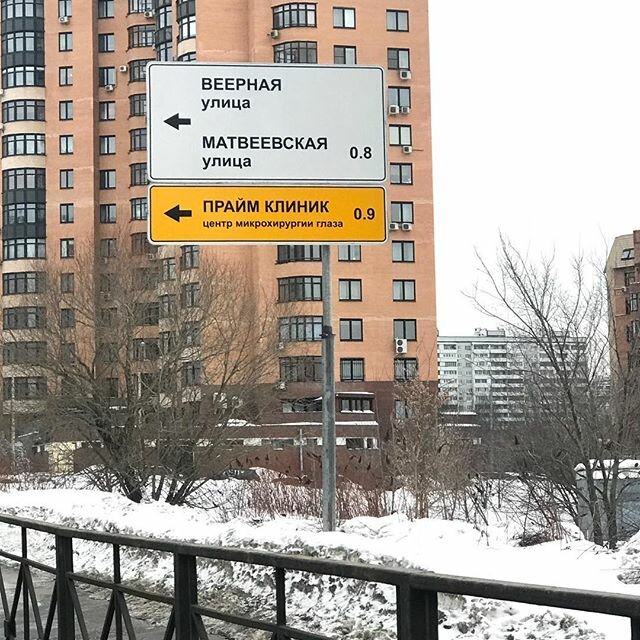 ВЕЕРНАЯ
улица
МАТВЕЕВСКАЯ
улица 0.8
ПРАЙМ КЛИНИК 0.9
центр микрохирургии глаза